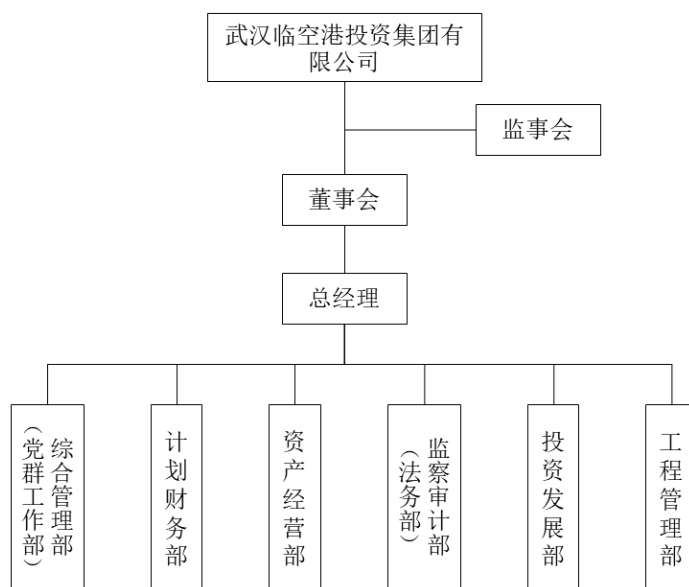 武汉临空港投资集团有
限公司
监事会
董事会
总经理
综合管理部
（党群工作部）
计划财务部
资产经营部
监察审计部
（法务部）
投资发展部
工程管理部